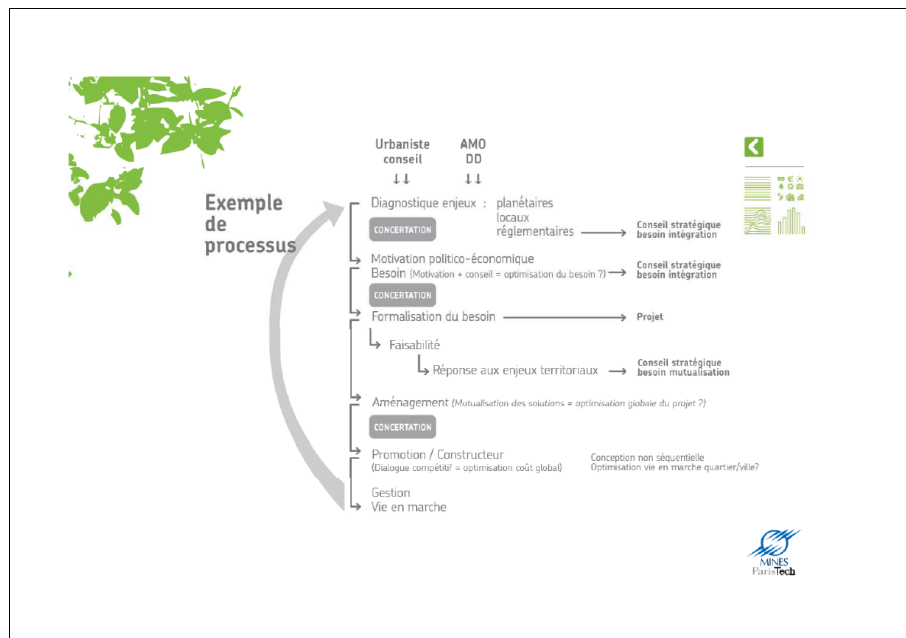 Urbaniste
conseil
AMO
DD
Exemple
de
processus
Diagnostique enjeux : planétaires
locaux
réglementaires
Conseil stratégique
besoin intégration
CONCERTATION
Motivation politico-économique
Besoin (Motivation + conseil = optimisation du besoin ?)
Conseil stratégique
besoin intégration
CONCERTATION
Formalisation du besoin
Projet
Faisabilité
Réponse aux enjeux territoriaux
Conseil stratégique
besoin mutualisation
Aménagement (Mutualisation des solutions = optimisation globale du projet ?)
CONCERTATION
Promotion / Constructeur
(Dialogue compétitif = optimisation coût global)
Conception non séquentielle
Optimisation vie en marche quartier/ville?
Gestion
Vie en marche
MINES
ParisTech